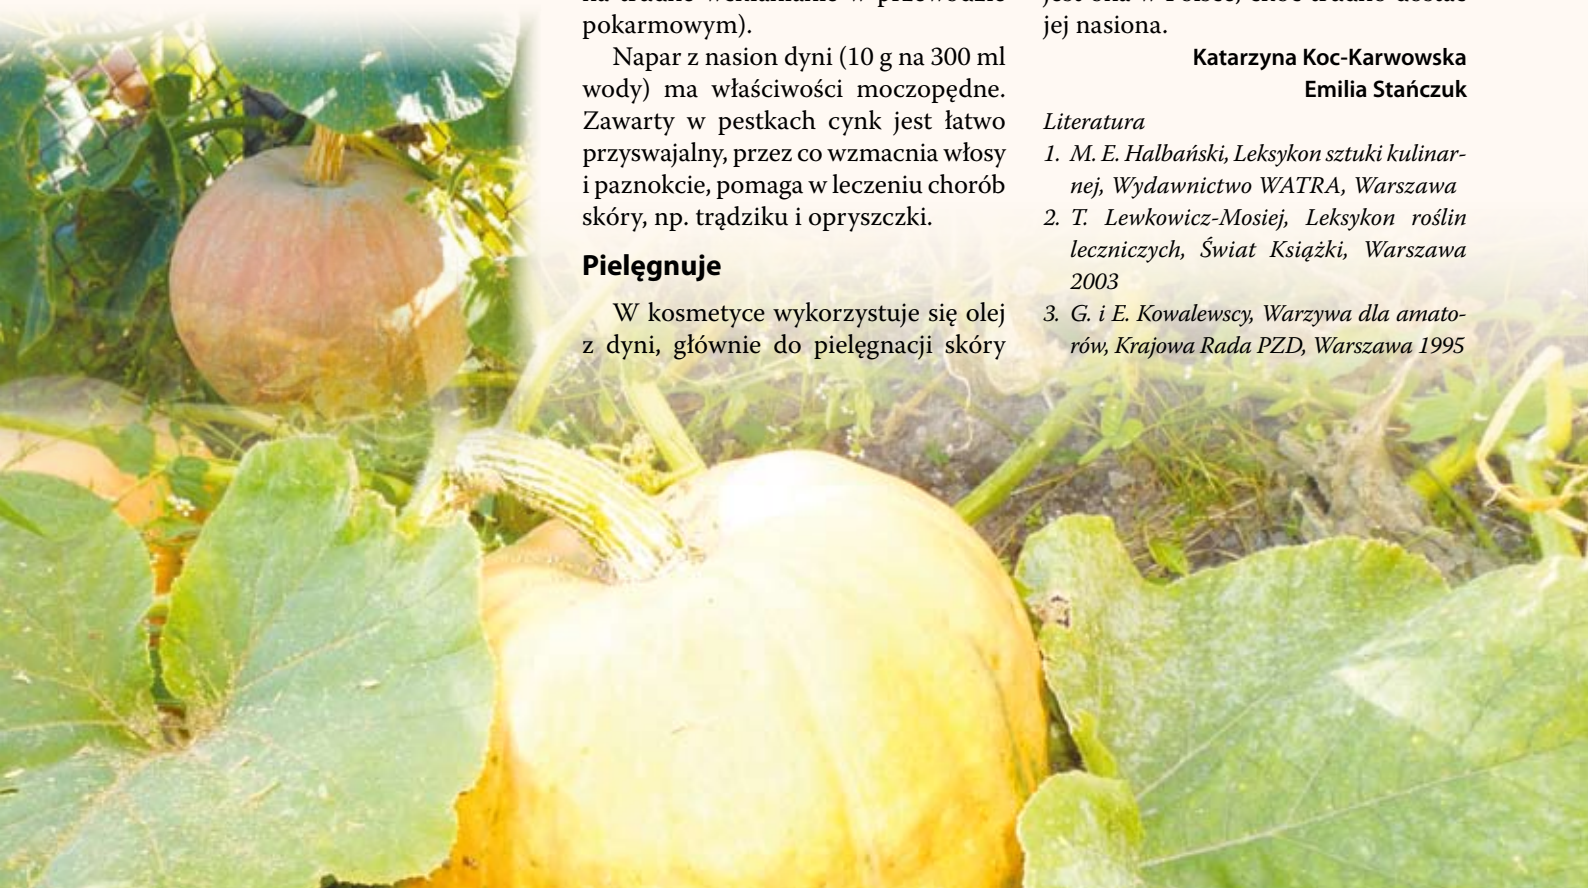 pokarmowym).
Napar z nasion dyni (10 g na 300 ml
wody) ma właściwości moczopędne.
Zawarty w pestkach cynk jest łatwo
przyswajalny, przez co wzmacnia włosy
i paznokcie, pomaga w leczeniu chorób
skóry, np. trądziku i opryszczki.
Pielęgnuje
W kosmetyce wykorzystuje się olej
z dyni, głównie do pielęgnacji skóry
jej nasiona.
Katarzyna Koc-Karwowska
Emilia Stańczuk
Literatura
1. M. E. Halbański, Leksykon sztuki kulinar-
nej, Wydawnictwo WATRA, Warszawa
2. T. Lewkowicz-Mosiej, Leksykon roślin
leczniczych, Świat Książki, Warszawa
2003
3. G. i E. Kowalewscy, Warzywa dla amato-
rów, Krajowa Rada PZD, Warszawa 1995